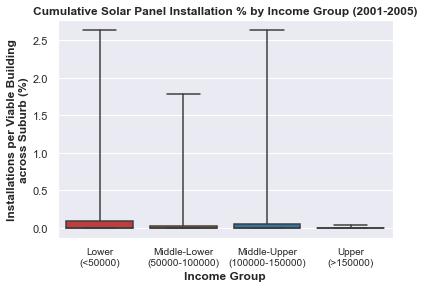 Cumulative Solar Panel Installation % by Income Group (2001-2005)
Installations per Viable Building
across Suburb (%)
2.5
2.0
1.5
1.0
0.5
0.0
Lower
(<50000)
Middle-Lower
(50000-100000)
Middle-Upper
(100000-150000)
Upper
(>150000)
Income Group